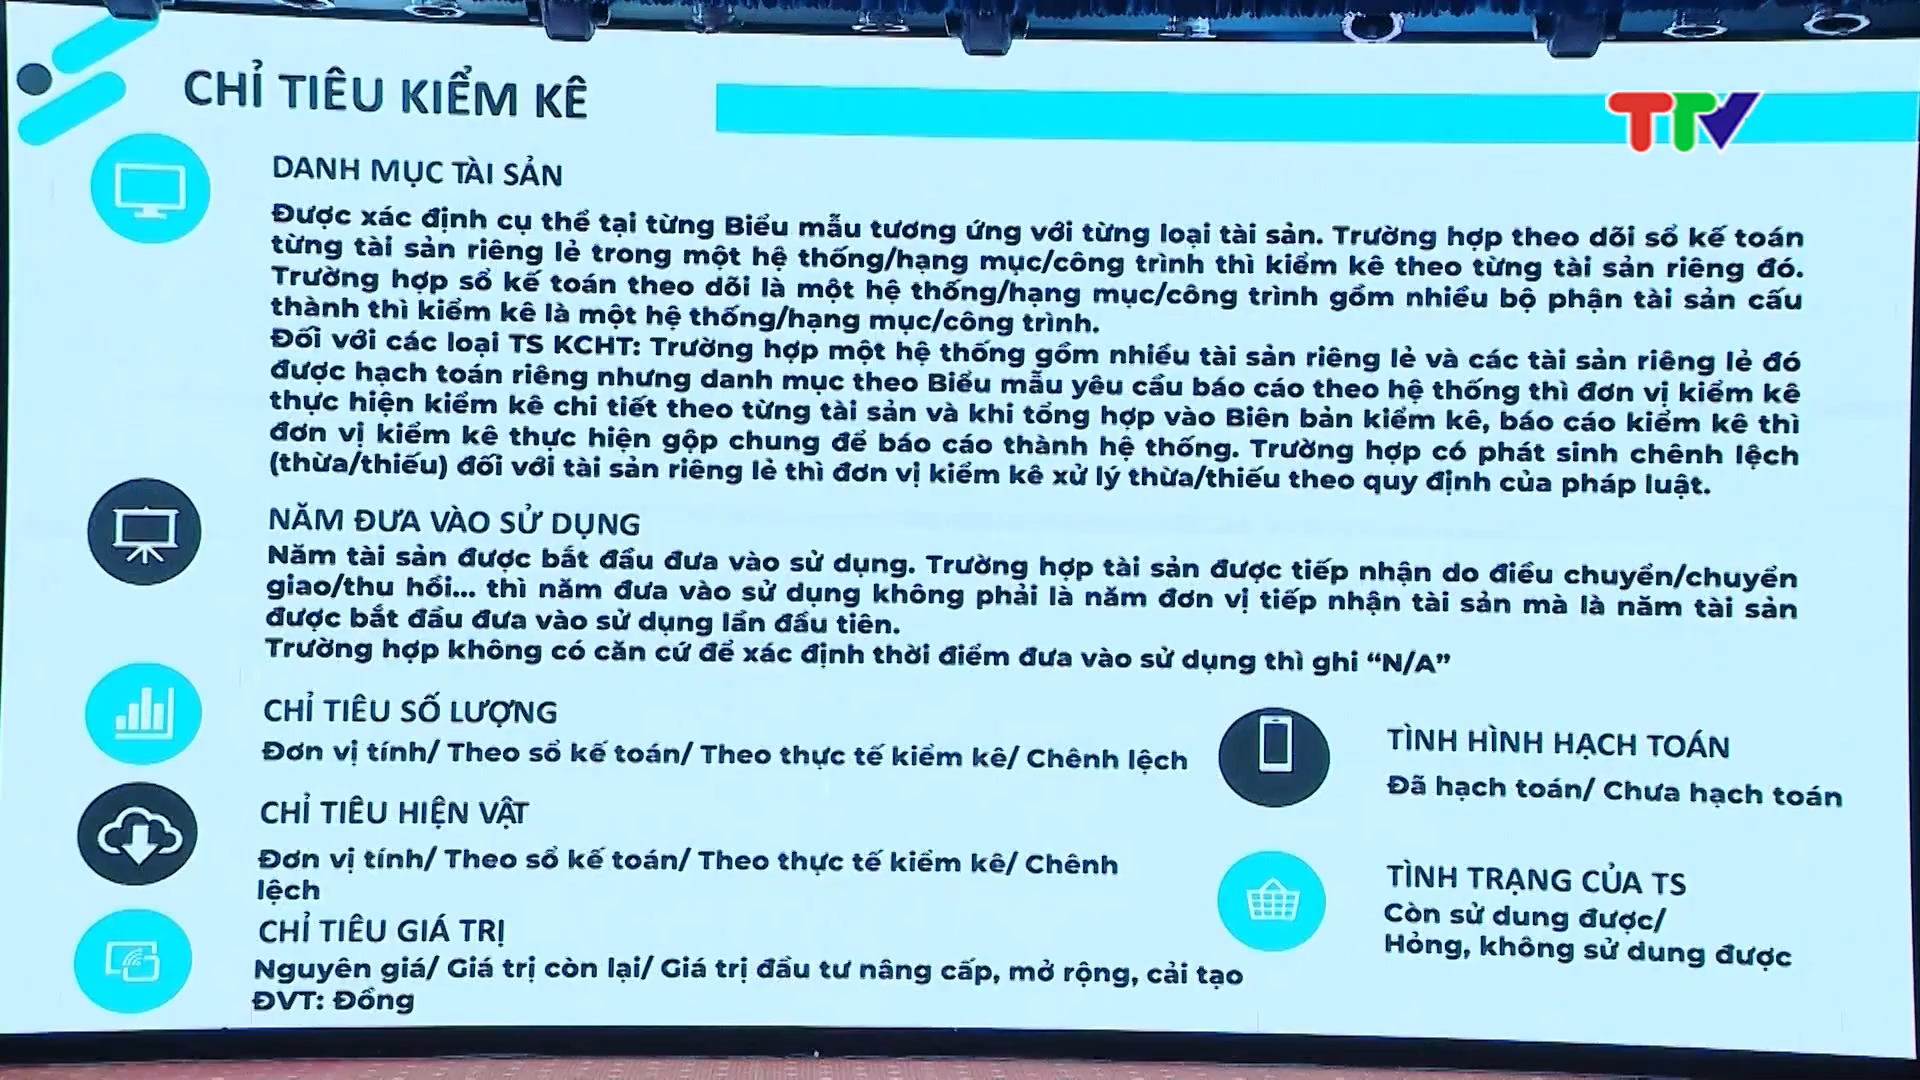 CHỈ TIÊU KIỂM KÊ
TTV
DANH MỤC TÀI SẢN
Được xác định cụ thể tại từng Biểu mẫu tương ứng với từng loại tài sản. Trường hợp theo dõi sổ kế toán
từng tài sản riêng lẻ trong một hệ thống/hạng mục/công trình thì kiểm kê theo từng tài sản riêng đó.
Trường hợp sổ kế toán theo dõi là một hệ thống/hạng mục/công trình gồm nhiều bộ phận tài sản cấu
thành thì kiểm kê là một hệ thống/hạng mục/công trình.
Đối với các loại TS KCHT: Trường hợp một hệ thống gồm nhiều tài sản riêng lẻ và các tài sản riêng lẻ đó
được hạch toán riêng nhưng danh mục theo Biểu mẫu yêu cầu báo cáo theo hệ thống thì đơn vị kiểm kê
thực hiện kiểm kê chi tiết theo từng tài sản và khi tổng hợp vào Biên bản kiểm kê, báo cáo kiểm kê thì
đơn vị kiểm kê thực hiện gộp chung để báo cáo thành hệ thống. Trường hợp có phát sinh chênh lệch
(thừa/thiếu) đối với tài sản riêng lẻ thì đơn vị kiểm kê xử lý thừa/thiếu theo quy định của pháp luật.
NĂM ĐƯA VÀO SỬ DỤNG
Năm tài sản được bắt đầu đưa vào sử dụng. Trường hợp tài sản được tiếp nhận do điều chuyển/chuyển
giao/thu hồi... thì năm đưa vào sử dụng không phải là năm đơn vị tiếp nhận tài sản mà là năm tài sản
được bắt đầu đưa vào sử dụng lần đầu tiên.
Trường hợp không có căn cứ để xác định thời điểm đưa vào sử dụng thì ghi “N/A”
CHỈ TIÊU SỐ LƯỢNG
Đơn vị tính/ Theo sổ kế toán/ Theo thực tế kiểm kê/ Chênh lệch
CHỈ TIÊU HIỆN VẬT
Đơn vị tính/ Theo sổ kế toán/ Theo thực tế kiểm kê/ Chênh
lệch
CHỈ TIÊU GIÁ TRỊ
Nguyên giá/ Giá trị còn lại/ Giá trị đầu tư nâng cấp, mở rộng, cải tạo
ĐVT: Đồng
TÌNH HÌNH HẠCH TOÁN
Đã hạch toán/ Chưa hạch toán
TÌNH TRẠNG CỦA TS
Còn sử dung được/
Hỏng, không sử dung được